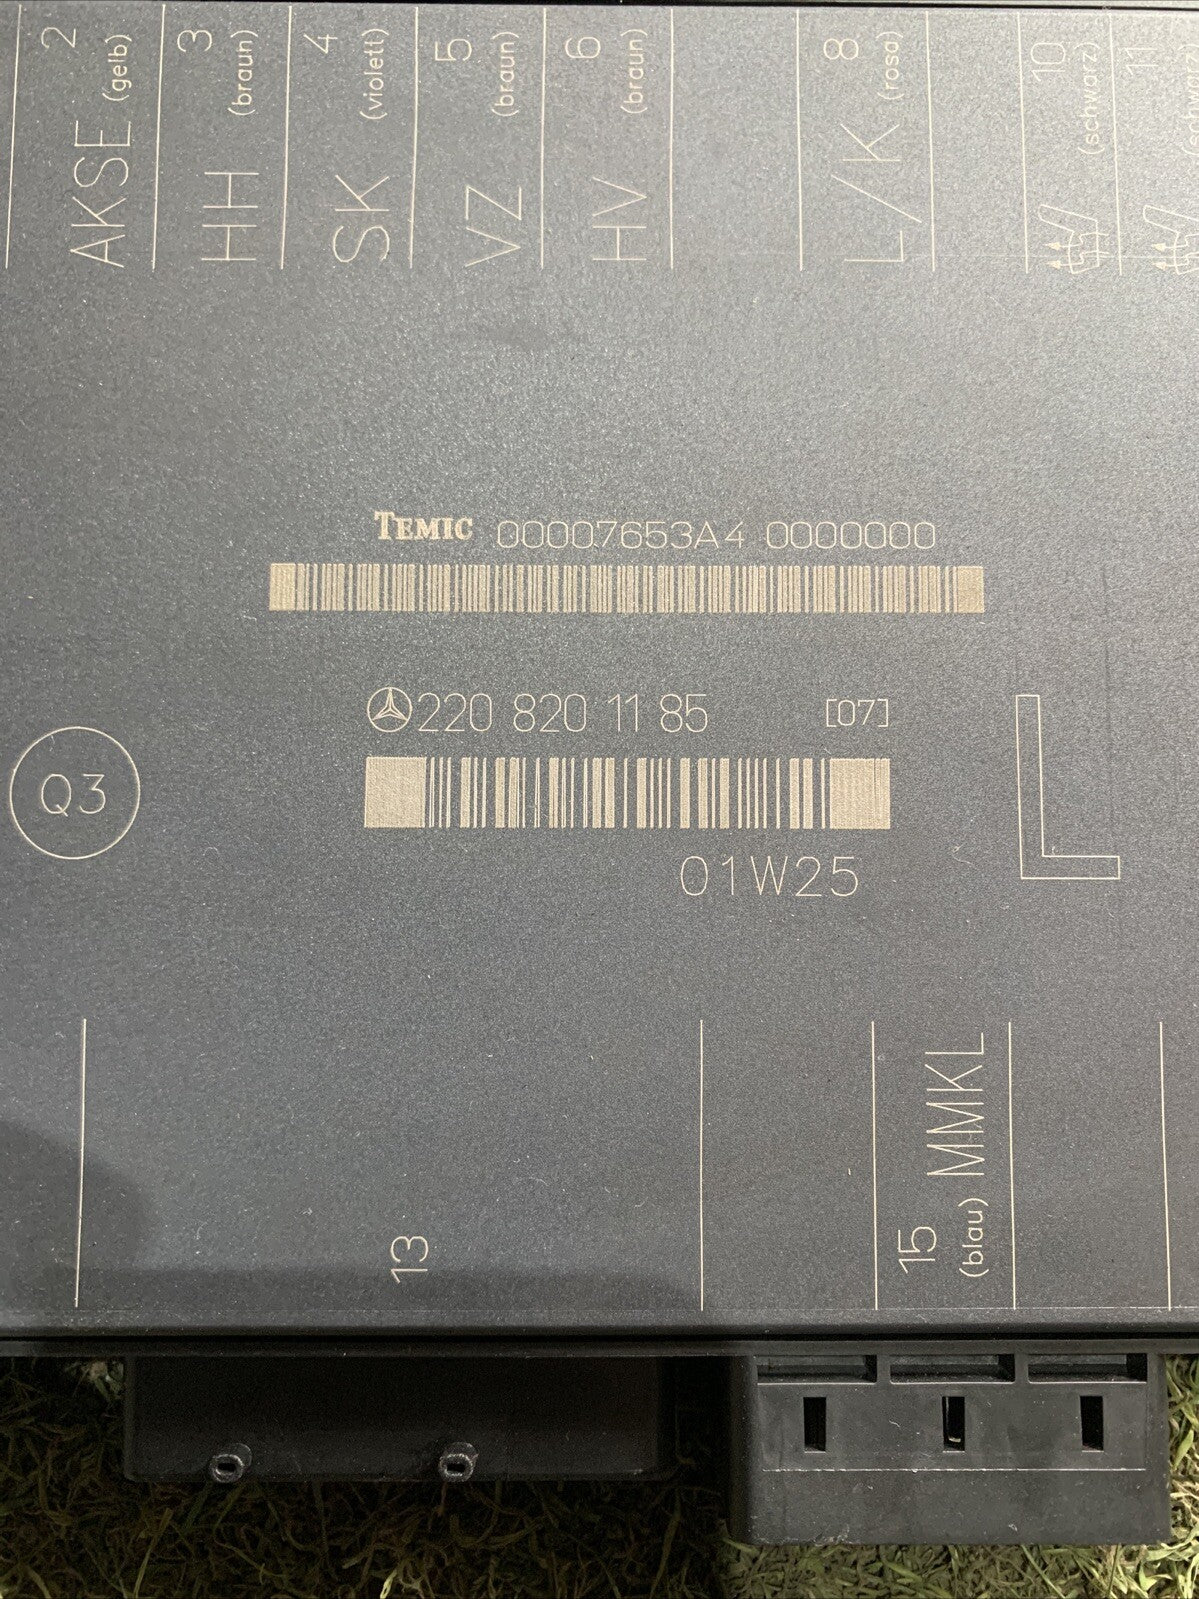 2
(gelb)
AKSE
3
(braun)
HH
4
(violett)
SK
5
(braun)
VZ
6
(braun)
HV
8
(rosa)
L/K
10
(schwarz)
11
TEMIC 00007653A4 0000000
220 820 11 85 [07]
Q3
01W25
L
13
15
(blau)
MMKL